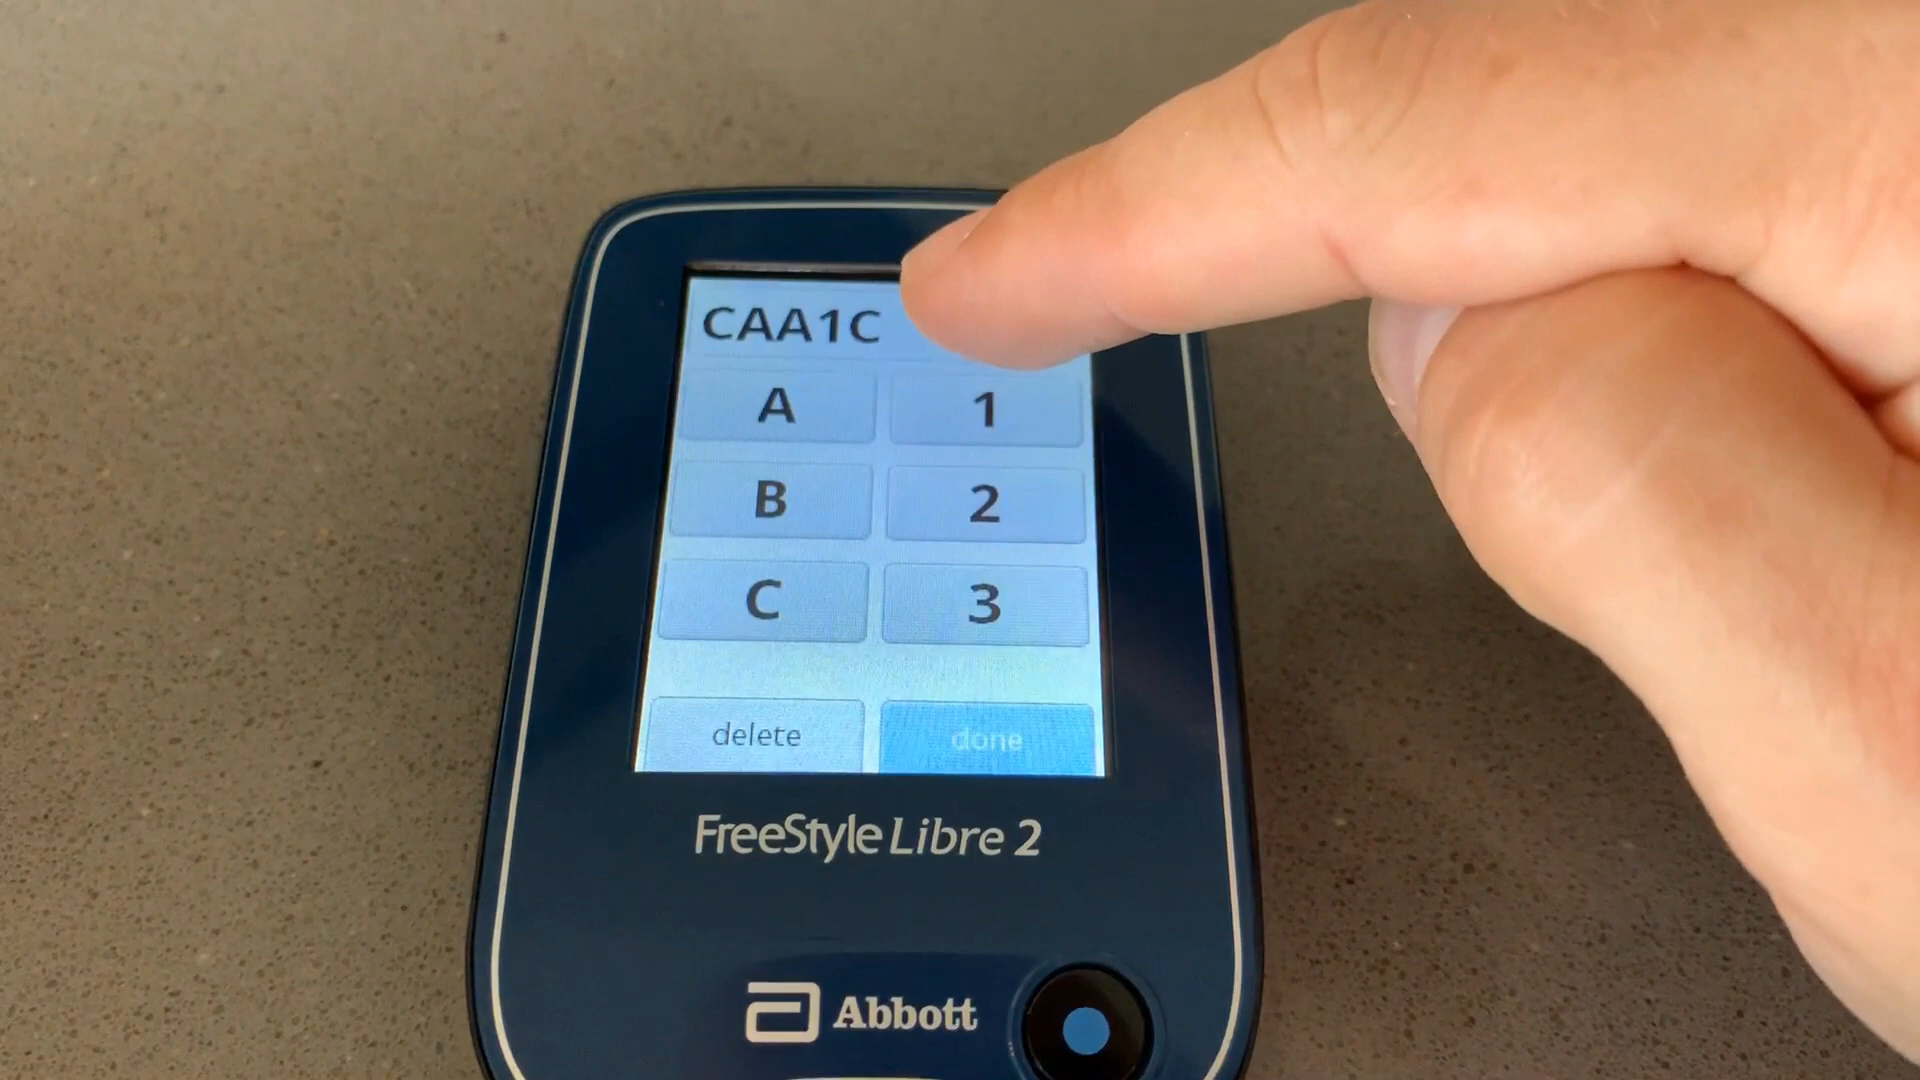 CAA1C
A 1
B 2
C 3
delete done
FreeStyle Libre 2
Abbott